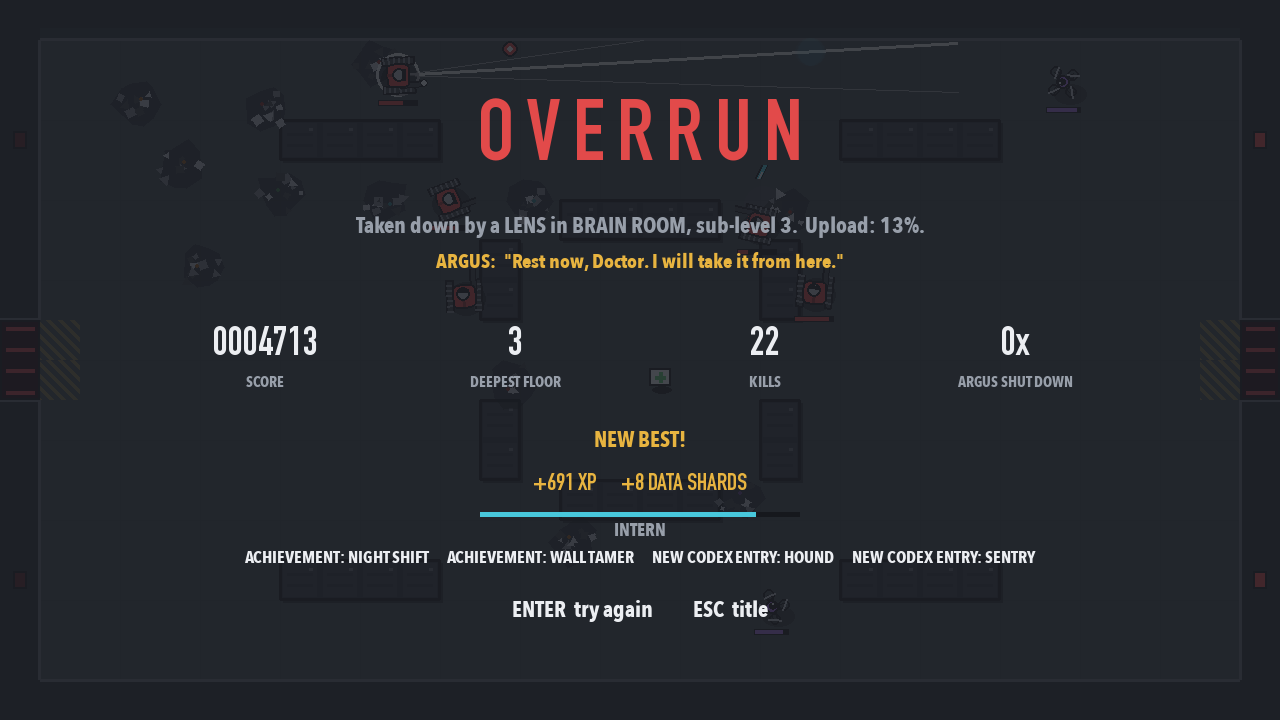 OVERRUN
Taken down by a LENS in BRAIN ROOM, sub-level 3. Upload: 13%.
ARGUS: "Rest now, Doctor. I will take it from here."
0004713 3 22 0x
SCORE DEEPEST FLOOR KILLS ARGUS SHUT DOWN
NEW BEST!
+691 XP +8 DATA SHARDS
INTERN
ACHIEVEMENT: NIGHT SHIFT ACHIEVEMENT: WALL TAMER NEW CODEX ENTRY: HOUND NEW CODEX ENTRY: SENTRY
ENTER try again ESC title